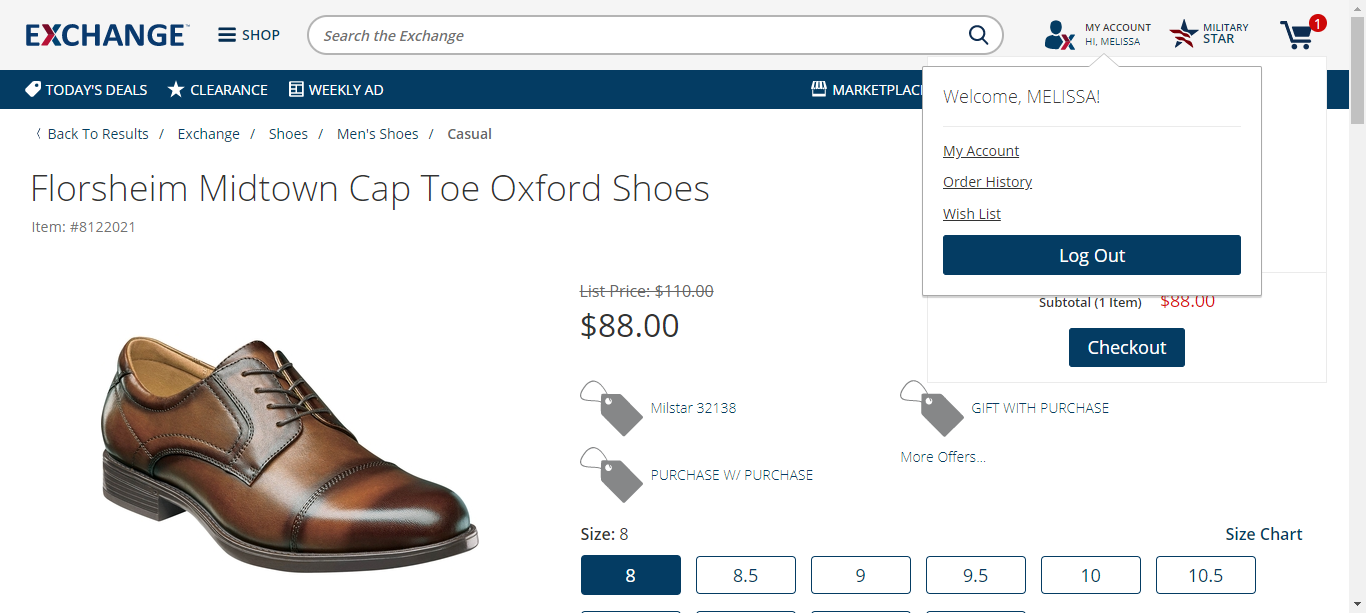 EXCHANGE
SHOP
Search the Exchange
MY ACCOUNT
HI, MELISSA
MILITARY
STAR
1
TODAY'S DEALS
CLEARANCE
WEEKLY AD
Welcome, MELISSA!
My Account
Order History
Wish List
Log Out
Back To Results / Exchange / Shoes / Men's Shoes / Casual
Florsheim Midtown Cap Toe Oxford Shoes
Item: #8122021
Subtotal (1 Item) $88.00
Checkout
List Price: $110.00
$88.00
Milstar 32138
GIFT WITH PURCHASE
PURCHASE W/ PURCHASE
More Offers...
Size: 8
Size Chart
8
8.5
9
9.5
10
10.5